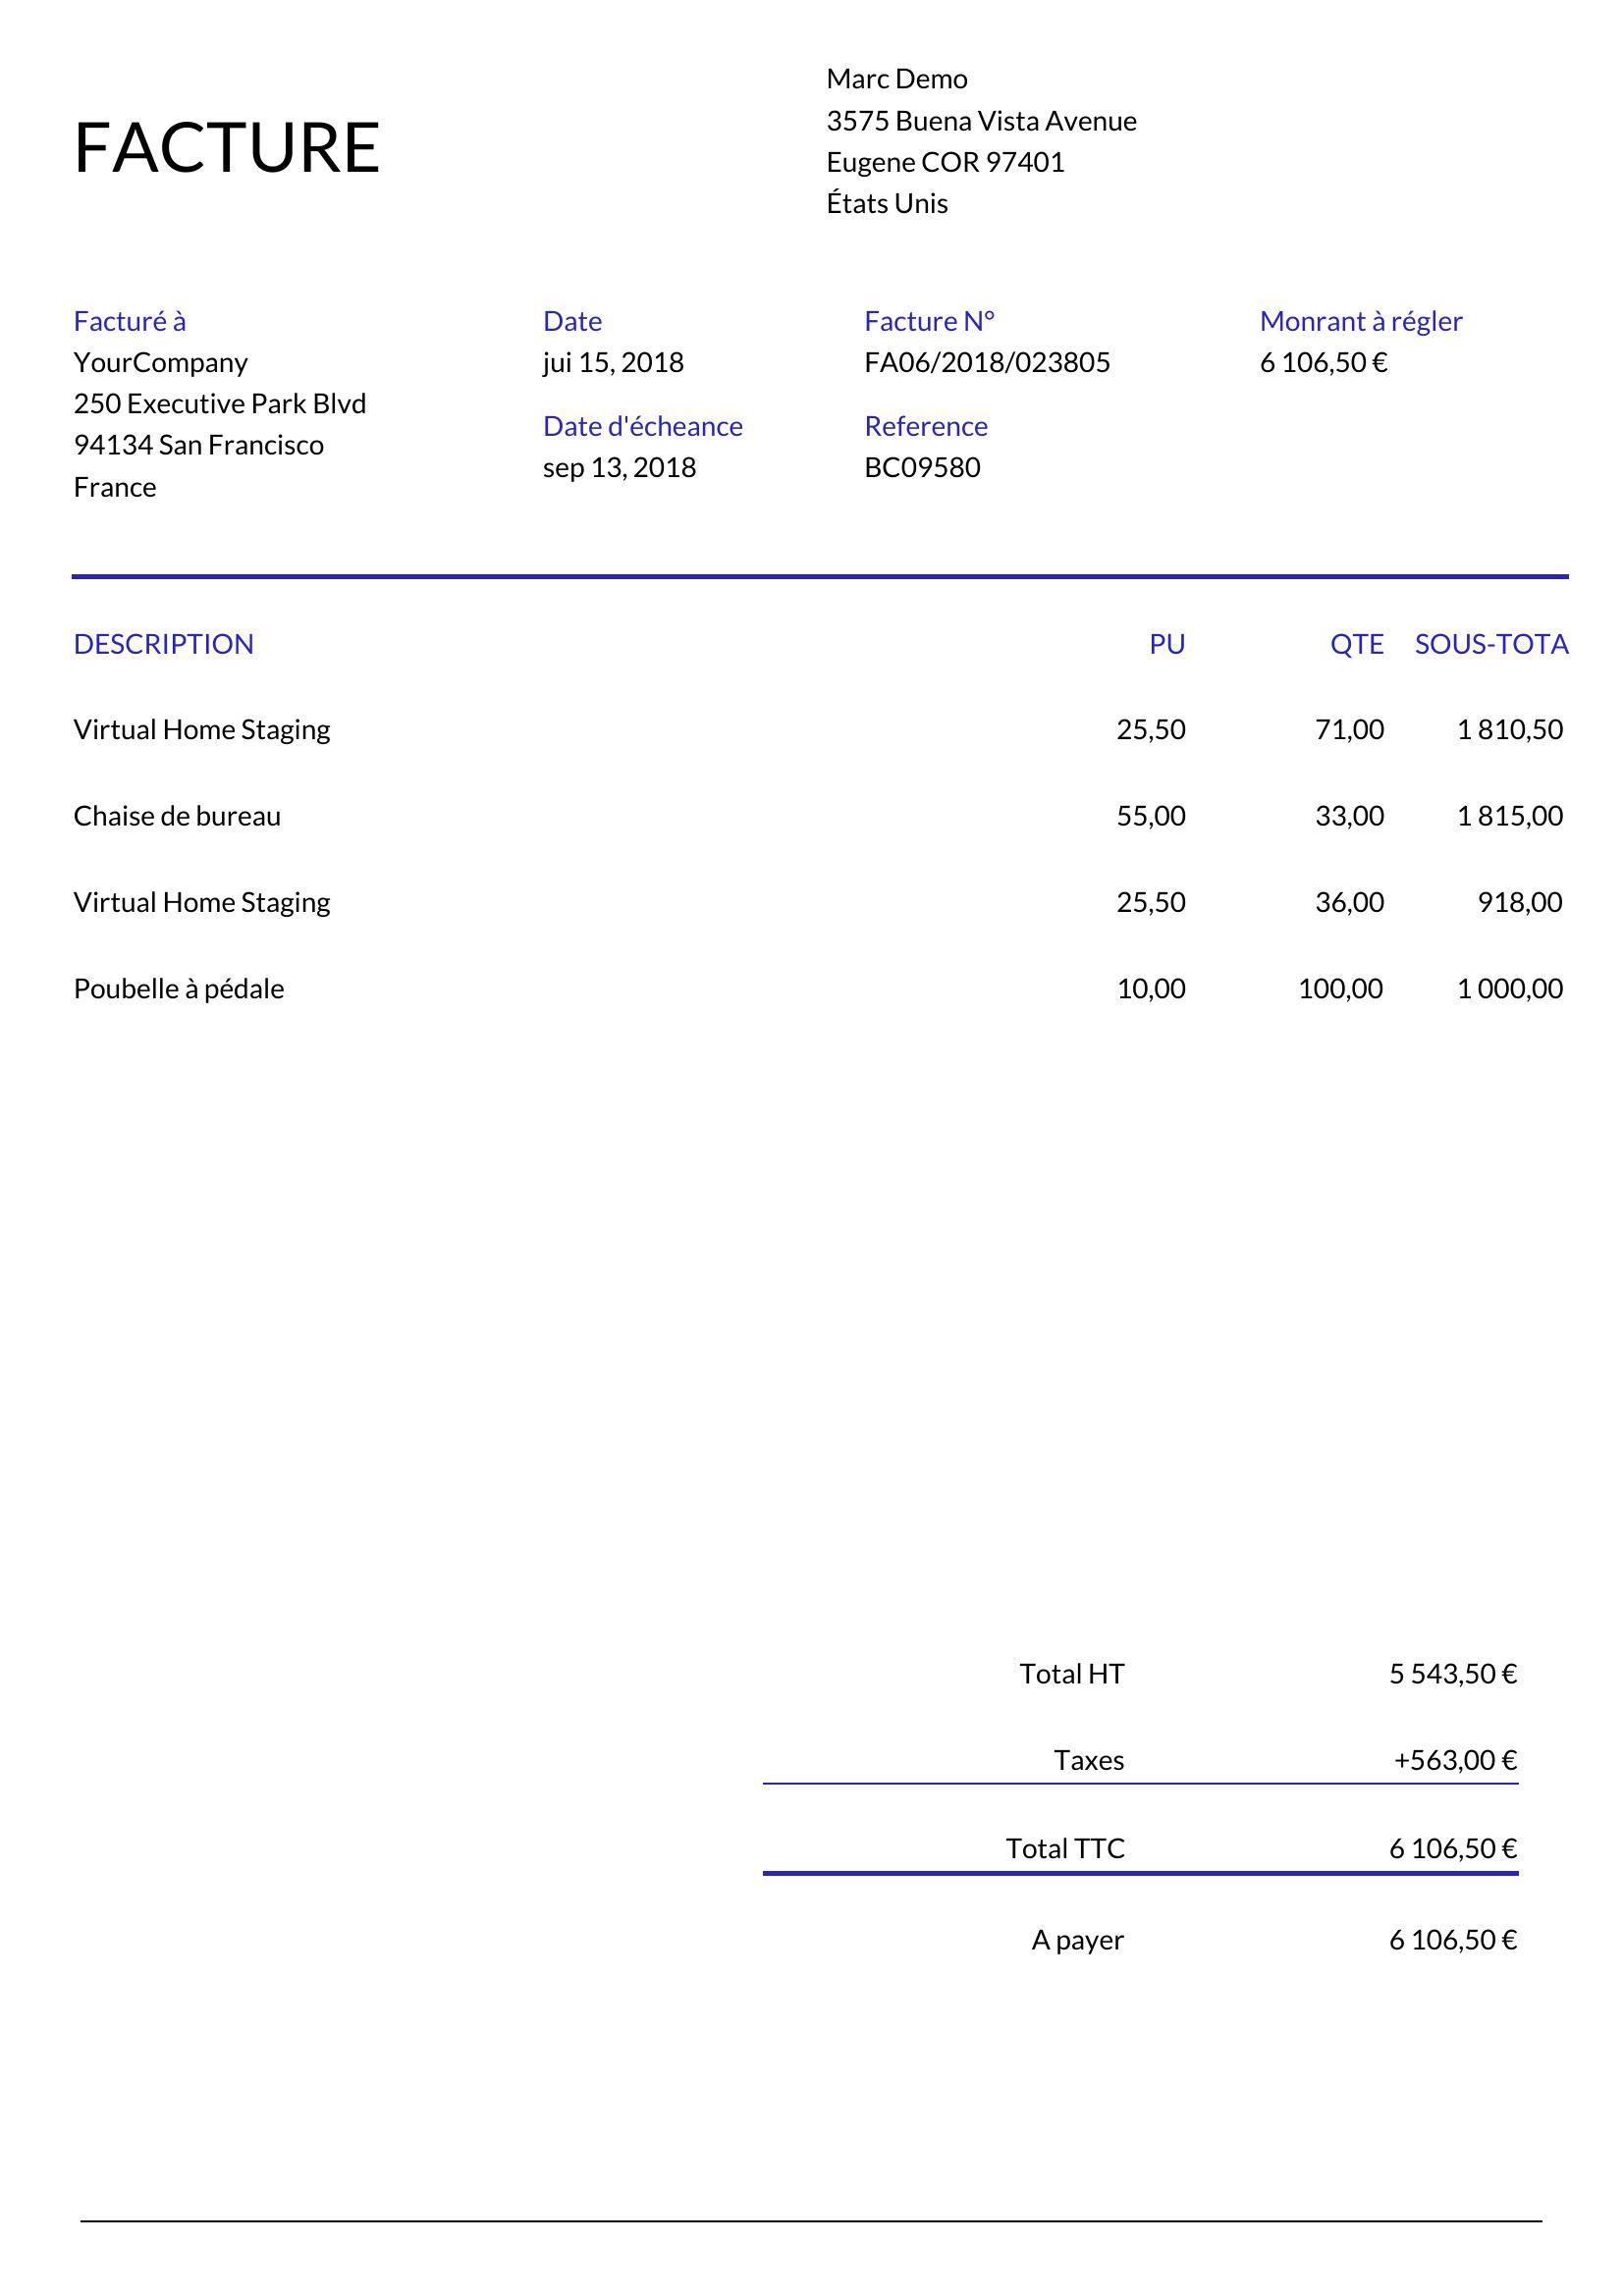 Marc Demo
3575 Buena Vista Avenue
Eugene COR 97401
États Unis
FACTURE
Facturé à
YourCompany
250 Executive Park Blvd
94134 San Francisco
France
Date
jui 15, 2018
Date d'écheance
sep 13, 2018
Facture N°
FA06/2018/023805
Reference
BC09580
Monrant à régler
6 106,50 €
DESCRIPTION PU QTE SOUS-TOTA
Virtual Home Staging 25,50 71,00 1 810,50
Chaise de bureau 55,00 33,00 1 815,00
Virtual Home Staging 25,50 36,00 918,00
Poubelle à pédale 10,00 100,00 1 000,00
Total HT 5 543,50 €
Taxes +563,00 €
Total TTC 6 106,50 €
A payer 6 106,50 €